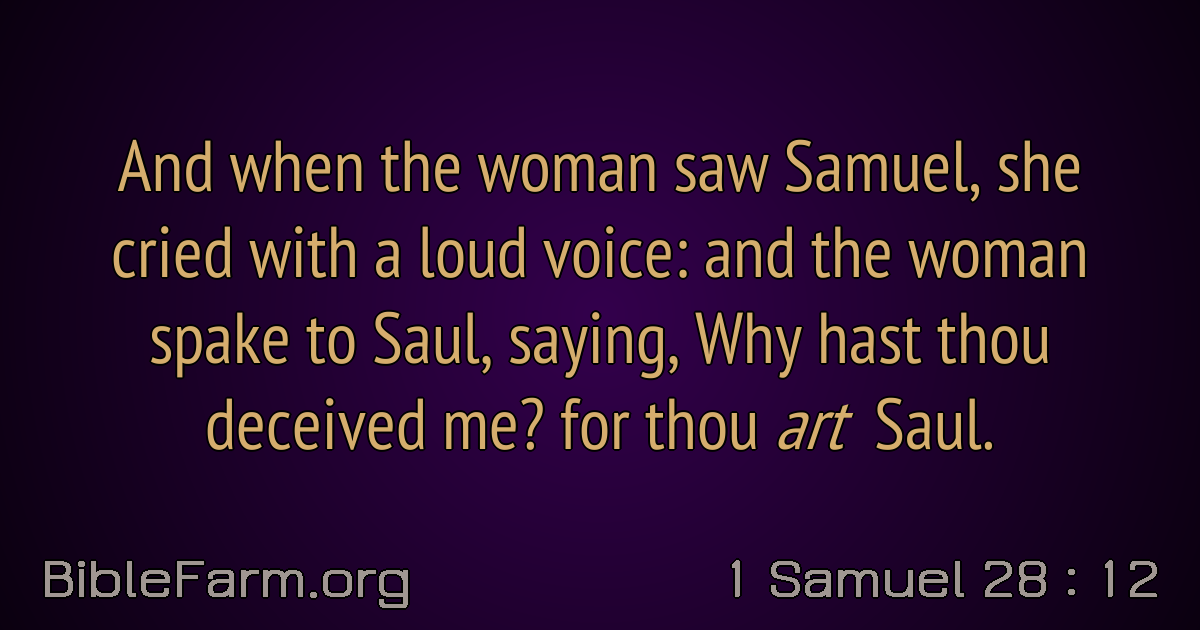 And when the woman saw Samuel, she
cried with a loud voice: and the woman
spake to Saul, saying, Why hast thou
deceived me? for thou art Saul.
BibleFarm.org
1 Samuel 28 : 12